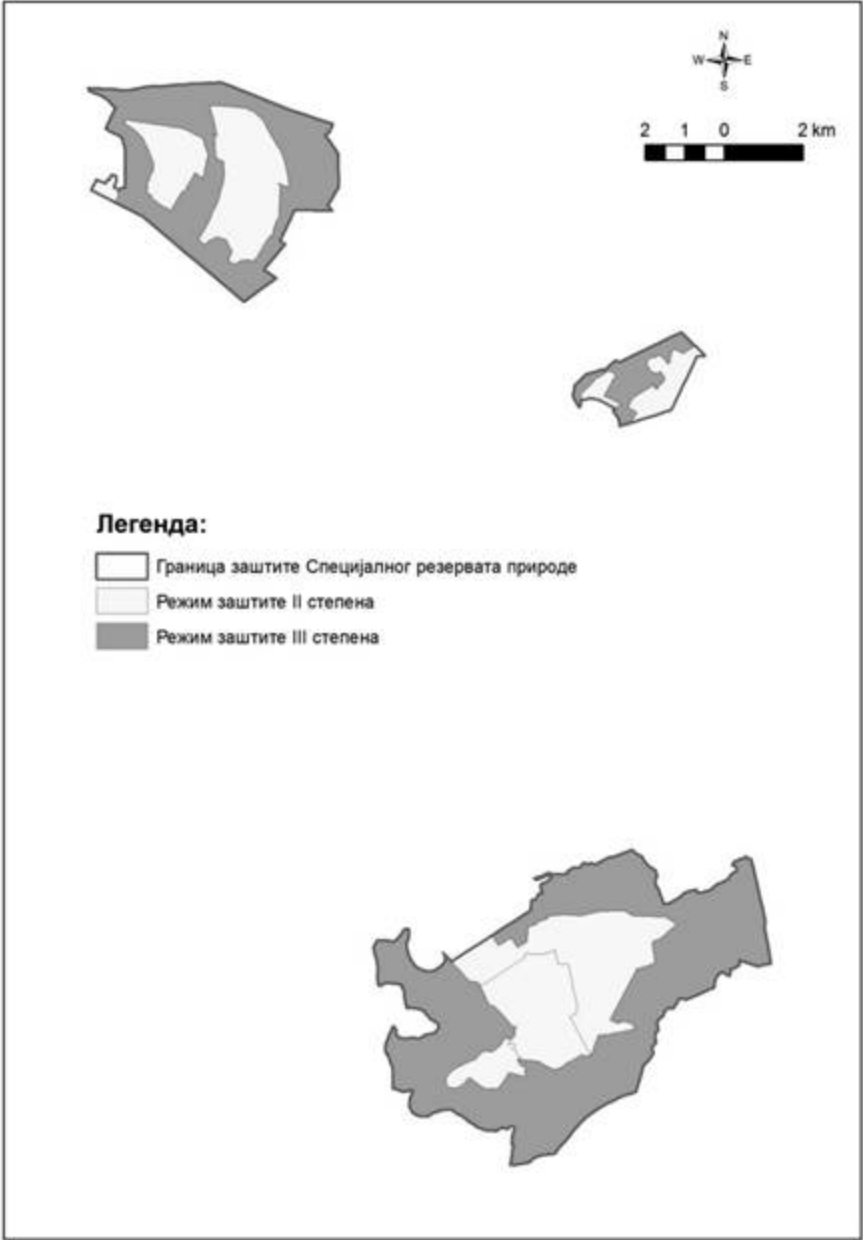 N
W E
S
2 1 0 2 km
Легенда:
Граница заштите Специјалног резервата природе
Режим заштите II степена
Режим заштите III степена